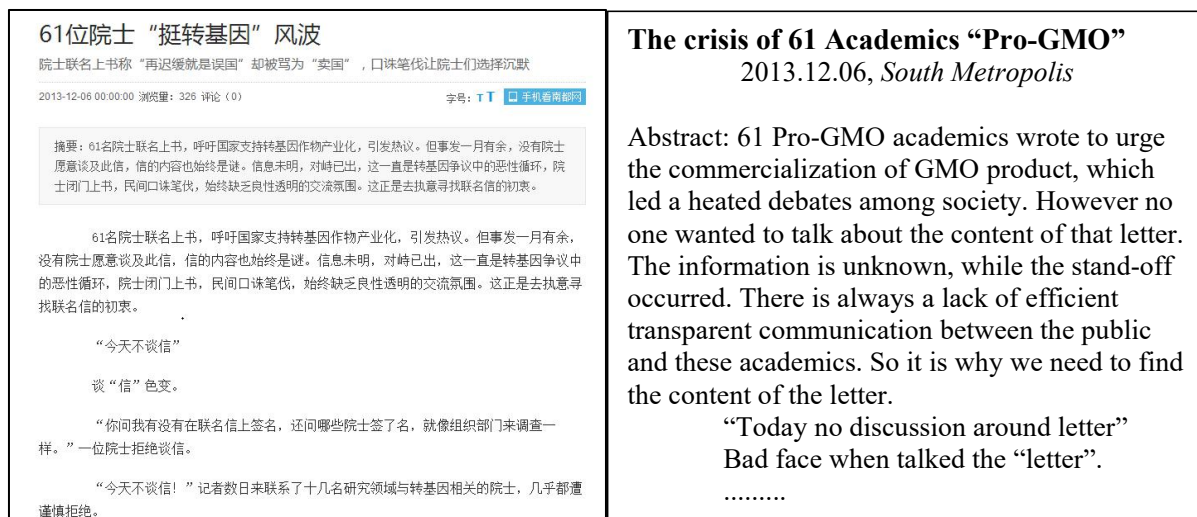 61位院士“挺转基因”风波
院士联名上书称“再迟缓就是误国”却被骂为“卖国”，口诛笔伐让院士们选择沉默
2013-12-06 00:00:00 浏览量：326 评论（0）
字号：T T 手机看南都网
摘要：61名院士联名上书，呼吁国家支持转基因作物产业化，引发热议。但事发一月有余，没有院士
愿意谈及此信，信的内容也始终是谜。信息未明，对峙已出，这一直是转基因争议中的恶性循环，院
士闭门上书，民间口诛笔伐，始终缺乏良性透明的交流氛围。这正是去执意寻找联名信的初衷。
61名院士联名上书，呼吁国家支持转基因作物产业化，引发热议。但事发一月有余，
没有院士愿意谈及此信，信的内容也始终是谜。信息未明，对峙已出，这一直是转基因争议中
的恶性循环，院士闭门上书，民间口诛笔伐，始终缺乏良性透明的交流氛围。这正是去执意寻
找联名信的初衷。
“今天不谈信”
谈“信”色变。
“你问我有没有在联名信上签名，还问哪些院士签了名，就像组织部门来调查一
样。”一位院士拒绝谈信。
“今天不谈信！”记者数日来联系了十几名研究领域与转基因相关的院士，几乎都遭
谨慎拒绝。
The crisis of 61 Academics “Pro-GMO”
2013.12.06, South Metropolis
Abstract: 61 Pro-GMO academics wrote to urge
the commercialization of GMO product, which
led a heated debates among society. However no
one wanted to talk about the content of that letter.
The information is unknown, while the stand-off
occurred. There is always a lack of efficient
transparent communication between the public
and these academics. So it is why we need to find
the content of the letter.
“Today no discussion around letter”
Bad face when talked the “letter”.
.........